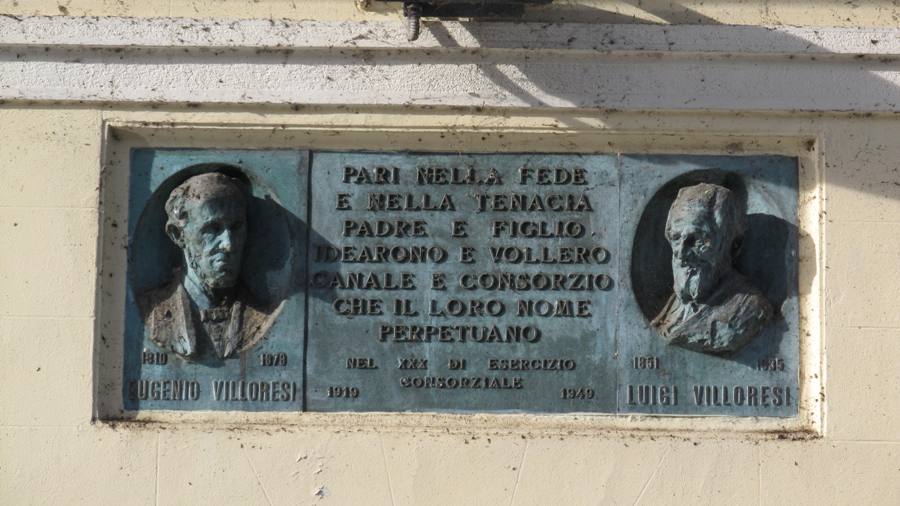 PARI NELLA FEDE
E NELLA TENACIA
PADRE E FIGLIO
IDEARONO E VOLLERO
CANALE E CONSORZIO
CHE IL LORO NOME
PERPETUANO
NEL XXX DI ESERCIZIO
CONSORZIALE
1919 1949
1810 1879
EUGENIO VILLORESI
1851 1935
LUIGI VILLORESI